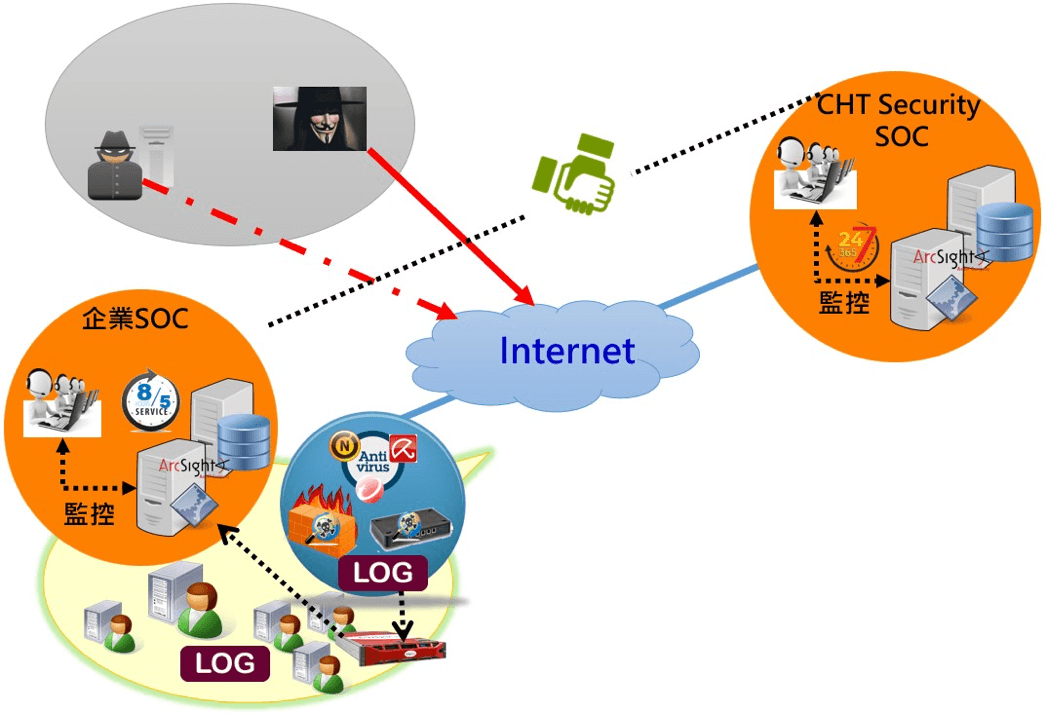 CHT Security
SOC
24
7
365
ArcSight
監控
企業SOC
Internet
8/5
SERVICE
ArcSight
監控
N
Anti
virus
LOG
LOG